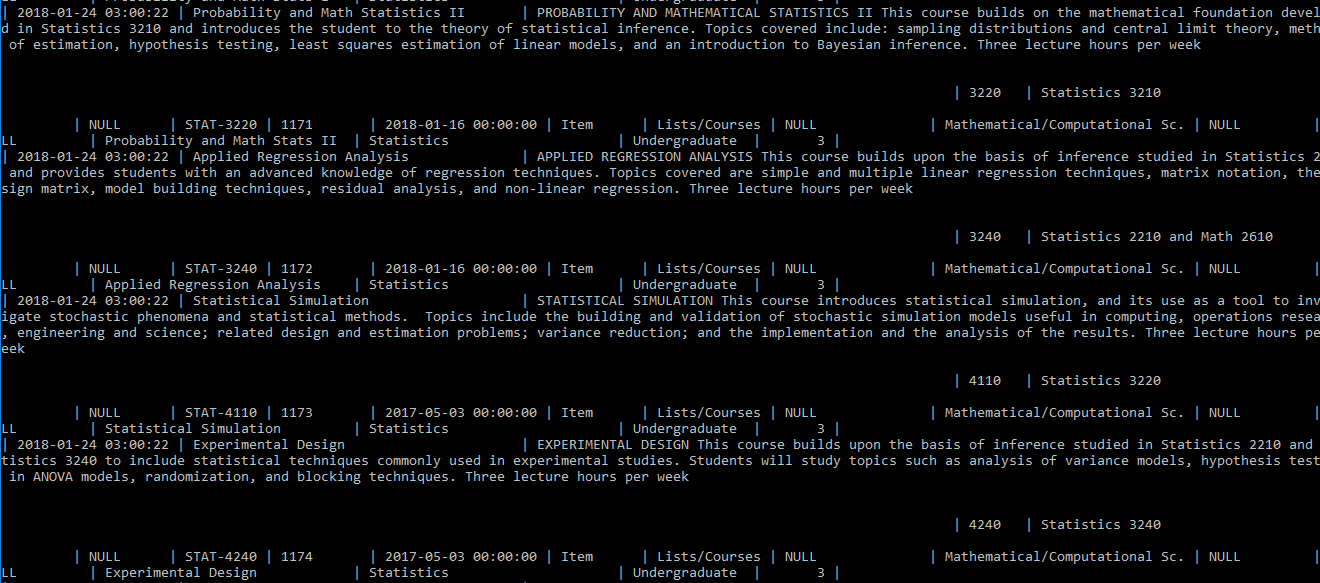 | 2018-01-24 03:00:22 | Probability and Math Statistics II | PROBABILITY AND MATHEMATICAL STATISTICS II This course builds on the mathematical foundation devel
d in Statistics 3210 and introduces the student to the theory of statistical inference. Topics covered include: sampling distributions and central limit theory, meth
of estimation, hypothesis testing, least squares estimation of linear models, and an introduction to Bayesian inference. Three lecture hours per week
| 3220 | Statistics 3210
| NULL | STAT-3220 | 1171 | 2018-01-16 00:00:00 | Item | Lists/Courses | NULL | Mathematical/Computational Sc. | NULL |
LL | Probability and Math Stats II | Statistics | Undergraduate | 3 |
| 2018-01-24 03:00:22 | Applied Regression Analysis | APPLIED REGRESSION ANALYSIS This course builds upon the basis of inference studied in Statistics 2
and provides students with an advanced knowledge of regression techniques. Topics covered are simple and multiple linear regression techniques, matrix notation, the
sign matrix, model building techniques, residual analysis, and non-linear regression. Three lecture hours per week
| 3240 | Statistics 2210 and Math 2610
| NULL | STAT-3240 | 1172 | 2018-01-16 00:00:00 | Item | Lists/Courses | NULL | Mathematical/Computational Sc. | NULL |
LL | Applied Regression Analysis | Statistics | Undergraduate | 3 |
| 2018-01-24 03:00:22 | Statistical Simulation | STATISTICAL SIMULATION This course introduces statistical simulation, and its use as a tool to inv
igate stochastic phenomena and statistical methods. Topics include the building and validation of stochastic simulation models useful in computing, operations resea
, engineering and science; related design and estimation problems; variance reduction; and the implementation and the analysis of the results. Three lecture hours pe
eek
| 4110 | Statistics 3220
| NULL | STAT-4110 | 1173 | 2017-05-03 00:00:00 | Item | Lists/Courses | NULL | Mathematical/Computational Sc. | NULL |
LL | Statistical Simulation | Statistics | Undergraduate | 3 |
| 2018-01-24 03:00:22 | Experimental Design | EXPERIMENTAL DESIGN This course builds upon the basis of inference studied in Statistics 2210 and
tistics 3240 to include statistical techniques commonly used in experimental studies. Students will study topics such as analysis of variance models, hypothesis test
in ANOVA models, randomization, and blocking techniques. Three lecture hours per week
| 4240 | Statistics 3240
| NULL | STAT-4240 | 1174 | 2017-05-03 00:00:00 | Item | Lists/Courses | NULL | Mathematical/Computational Sc. | NULL |
LL | Experimental Design | Statistics | Undergraduate | 3 |